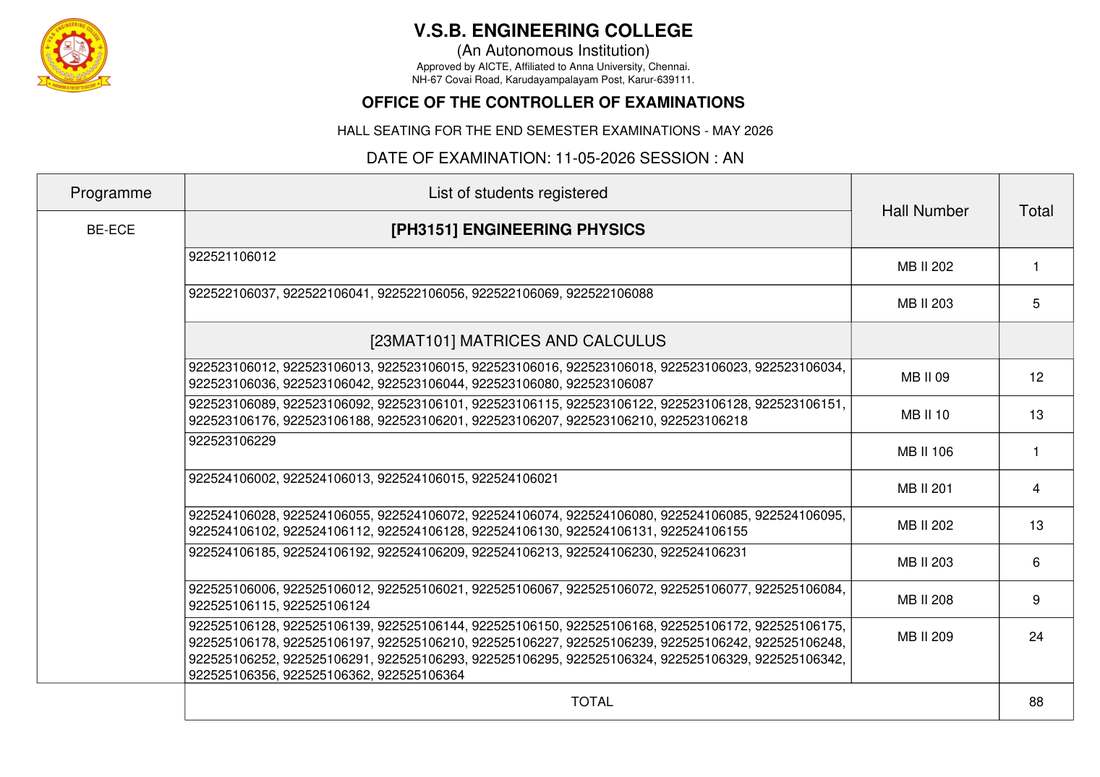 V.S.B. ENGINEERING COLLEGE
(An Autonomous Institution)
Approved by AICTE, Affiliated to Anna University, Chennai.
NH-67 Covai Road, Karudayampalayam Post, Karur-639111.
OFFICE OF THE CONTROLLER OF EXAMINATIONS
HALL SEATING FOR THE END SEMESTER EXAMINATIONS - MAY 2026
DATE OF EXAMINATION: 11-05-2026 SESSION : AN
Programme List of students registered Hall Number Total
BE-ECE [PH3151] ENGINEERING PHYSICS
922521106012 MB II 202 1
922522106037, 922522106041, 922522106056, 922522106069, 922522106088 MB II 203 5
[23MAT101] MATRICES AND CALCULUS
922523106012, 922523106013, 922523106015, 922523106016, 922523106018, 922523106023, 922523106034,
922523106036, 922523106042, 922523106044, 922523106080, 922523106087 MB II 09 12
922523106089, 922523106092, 922523106101, 922523106115, 922523106122, 922523106128, 922523106151,
922523106176, 922523106188, 922523106201, 922523106207, 922523106210, 922523106218 MB II 10 13
922523106229 MB II 106 1
922524106002, 922524106013, 922524106015, 922524106021 MB II 201 4
922524106028, 922524106055, 922524106072, 922524106074, 922524106080, 922524106085, 922524106095,
922524106102, 922524106112, 922524106128, 922524106130, 922524106131, 922524106155 MB II 202 13
922524106185, 922524106192, 922524106209, 922524106213, 922524106230, 922524106231 MB II 203 6
922525106006, 922525106012, 922525106021, 922525106067, 922525106072, 922525106077, 922525106084,
922525106115, 922525106124 MB II 208 9
922525106128, 922525106139, 922525106144, 922525106150, 922525106168, 922525106172, 922525106175,
922525106178, 922525106197, 922525106210, 922525106227, 922525106239, 922525106242, 922525106248, MB II 209 24
922525106252, 922525106291, 922525106293, 922525106295, 922525106324, 922525106329, 922525106342,
922525106356, 922525106362, 922525106364
TOTAL 88